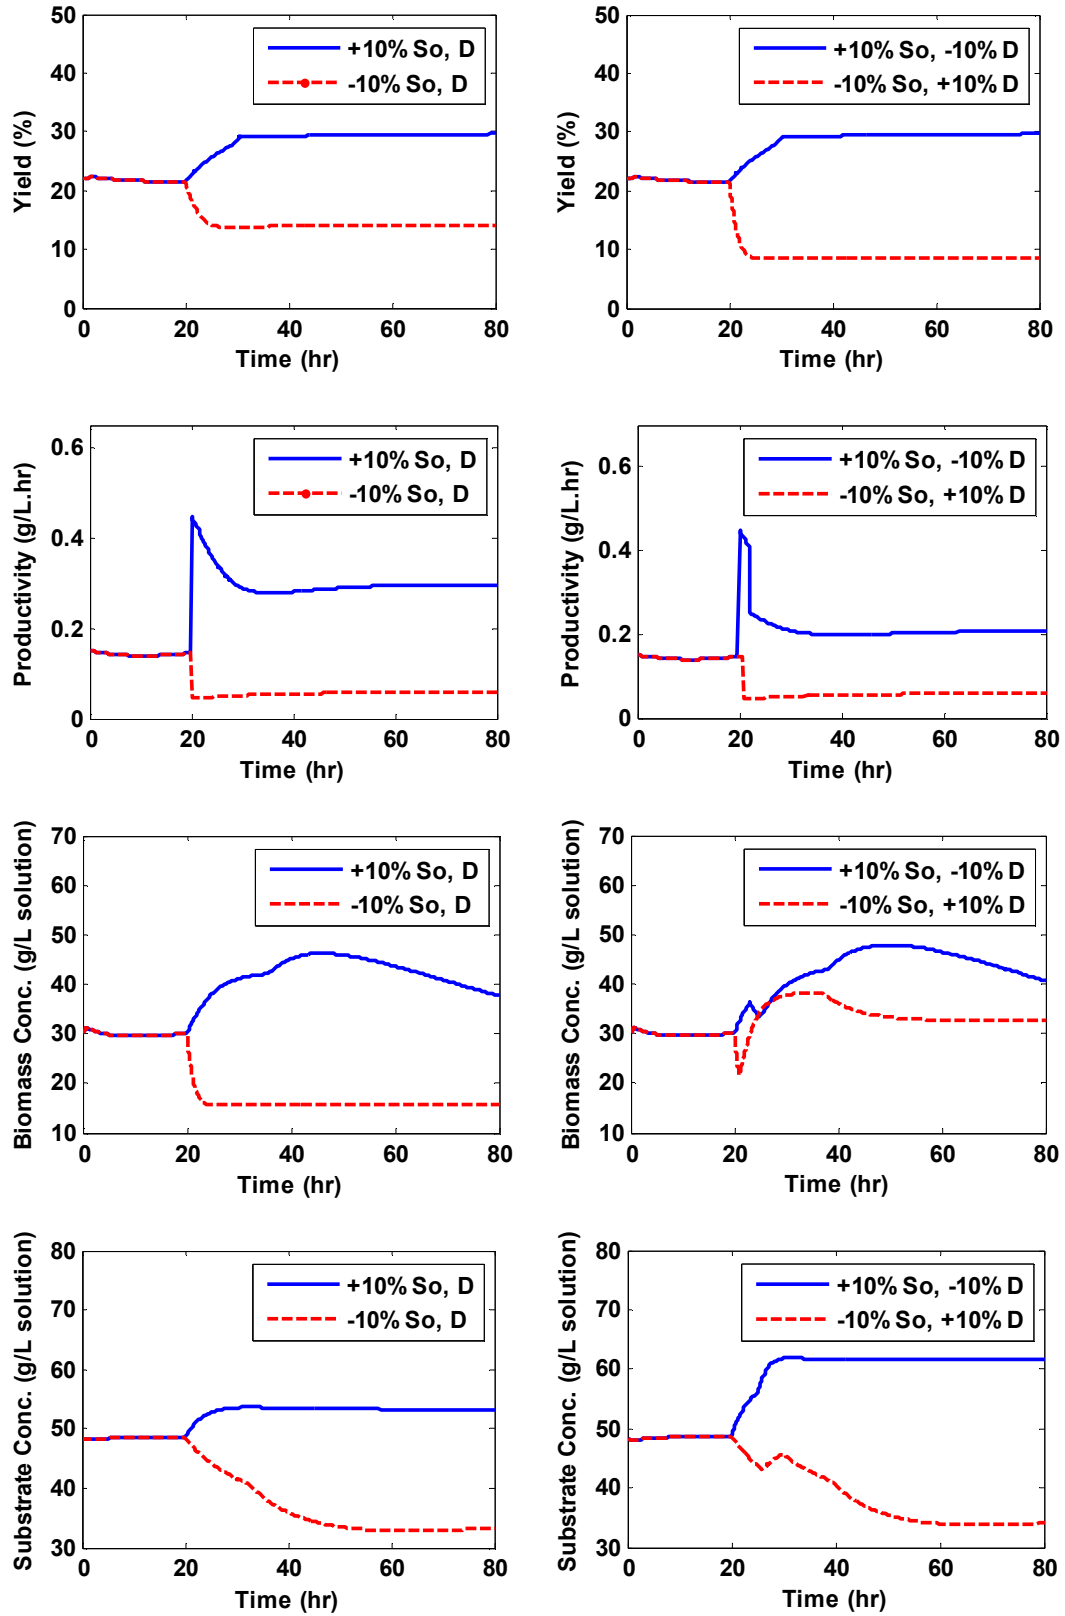 50
40
30
20
10
0
Yield (%)
+10% So, D
-10% So, D
0 20 40 60 80
Time (hr)
50
40
30
20
10
0
Yield (%)
+10% So, -10% D
-10% So, +10% D
0 20 40 60 80
Time (hr)
0.6
0.4
0.2
0
Productivity (g/L.hr)
+10% So, D
-10% So, D
0 20 40 60 80
Time (hr)
0.6
0.4
0.2
0
Productivity (g/L.hr)
+10% So, -10% D
-10% So, +10% D
0 20 40 60 80
Time (hr)
70
60
50
40
30
20
10
Biomass Conc. (g/L solution)
+10% So, D
-10% So, D
0 20 40 60 80
Time (hr)
70
60
50
40
30
20
10
Biomass Conc. (g/L solution)
+10% So, -10% D
-10% So, +10% D
0 20 40 60 80
Time (hr)
80
70
60
50
40
30
Substrate Conc. (g/L solution)
+10% So, D
-10% So, D
0 20 40 60 80
Time (hr)
80
70
60
50
40
30
Substrate Conc. (g/L solution)
+10% So, -10% D
-10% So, +10% D
0 20 40 60 80
Time (hr)